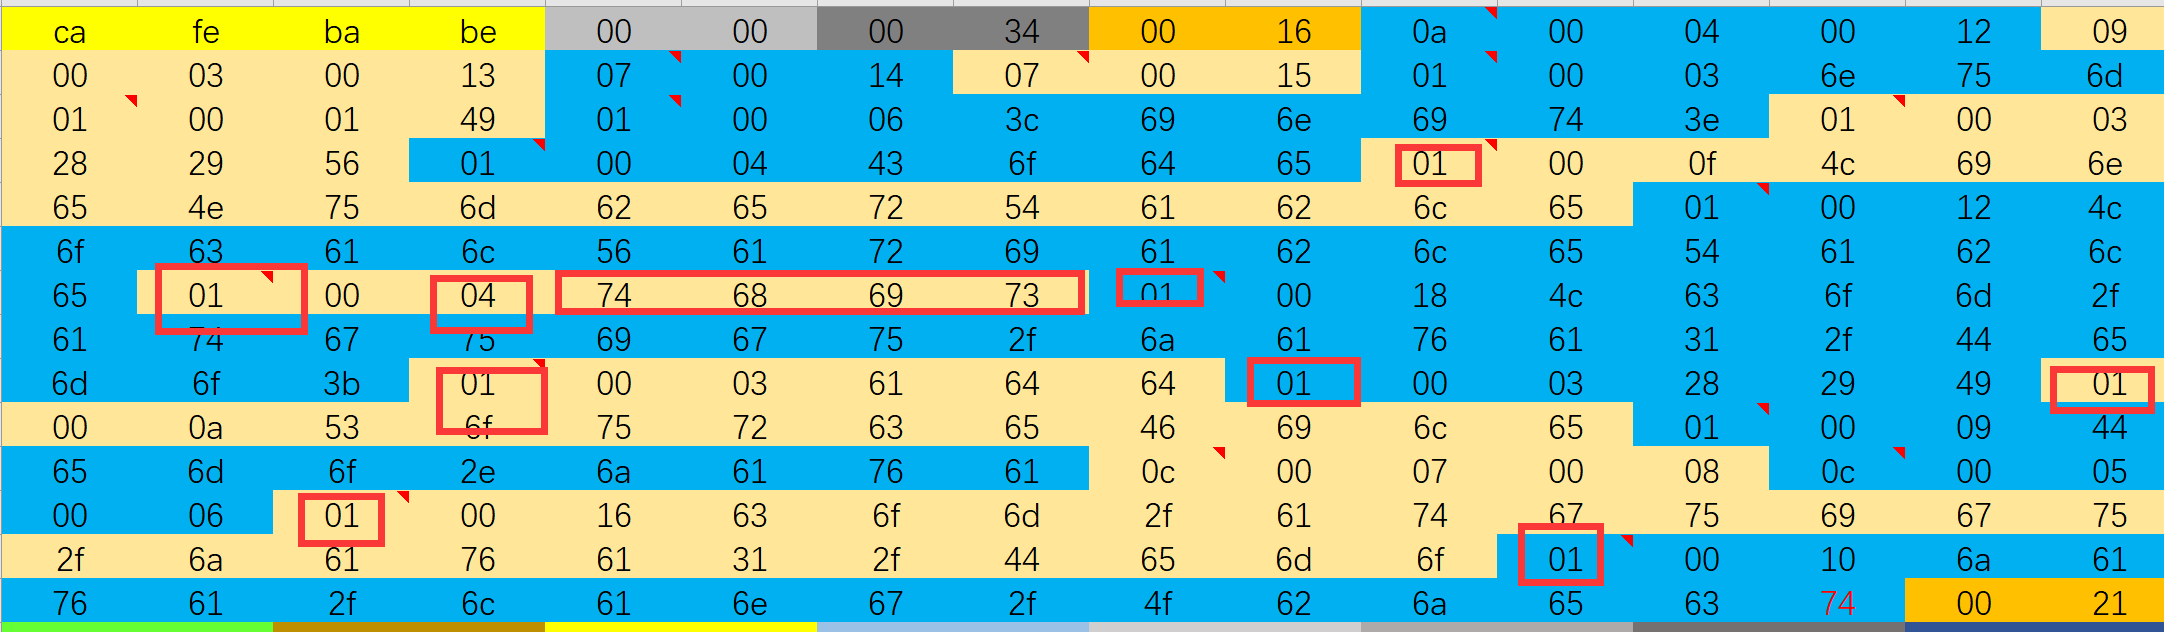 ca fe ba be 00 00 00 34 00 16 0a 00 04 00 12 09
00 03 00 13 07 00 14 07 00 15 01 00 03 6e 75 6d
01 00 01 49 01 00 06 3c 69 6e 69 74 3e 01 00 03
28 29 56 01 00 04 43 6f 64 65 01 00 0f 4c 69 6e
65 4e 75 6d 62 65 72 54 61 62 6c 65 01 00 12 4c
6f 63 61 6c 56 61 72 69 61 62 6c 65 54 61 62 6c
65 01 00 04 74 68 69 73 01 00 18 4c 63 6f 6d 2f
61 74 67 75 69 67 75 2f 6a 61 76 61 31 2f 44 65
6d 6f 3b 01 00 03 61 64 64 01 00 03 28 29 49 01
00 0a 53 6f 75 72 63 65 46 69 6c 65 01 00 09 44
65 6d 6f 2e 6a 61 76 61 0c 00 07 00 08 0c 00 05
00 06 01 00 16 63 6f 6d 2f 61 74 67 75 69 67 75
2f 6a 61 76 61 31 2f 44 65 6d 6f 01 00 10 6a 61
76 61 2f 6c 61 6e 67 2f 4f 62 6a 65 63 74 00 21